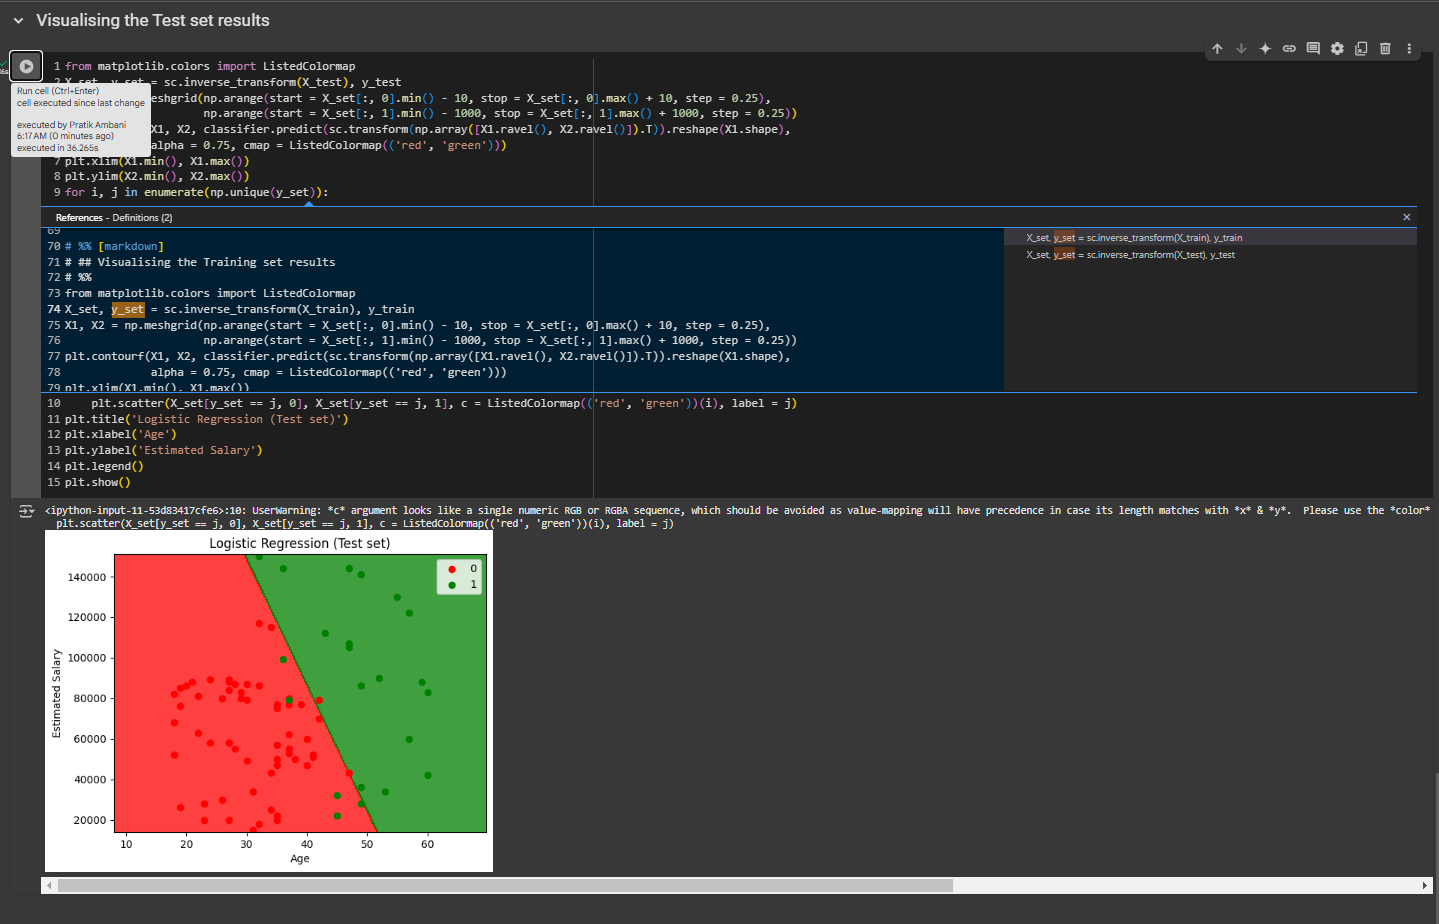 Visualising the Test set results
1 from matplotlib.colors import ListedColormap
2 X_set, y_set = sc.inverse_transform(X_test), y_test
Run cell (Ctrl+Enter)
cell executed since last change
executed by Pratik Ambani
6:17 AM (0 minutes ago)
executed in 36.265s
eshgrid(np.arange(start = X_set[:, 0].min() - 10, stop = X_set[:, 0].max() + 10, step = 0.25),
np.arange(start = X_set[:, 1].min() - 1000, stop = X_set[:, 1].max() + 1000, step = 0.25))
X1, X2, classifier.predict(sc.transform(np.array([X1.ravel(), X2.ravel()]).T)).reshape(X1.shape),
alpha = 0.75, cmap = ListedColormap(('red', 'green')))
7 plt.xlim(X1.min(), X1.max())
8 plt.ylim(X2.min(), X2.max())
9 for i, j in enumerate(np.unique(y_set)):
References - Definitions (2)
69
70 # %% [markdown]
71 # ## Visualising the Training set results
72 # %%
73 from matplotlib.colors import ListedColormap
74 X_set, y_set = sc.inverse_transform(X_train), y_train
75 X1, X2 = np.meshgrid(np.arange(start = X_set[:, 0].min() - 10, stop = X_set[:, 0].max() + 10, step = 0.25),
76 np.arange(start = X_set[:, 1].min() - 1000, stop = X_set[:, 1].max() + 1000, step = 0.25))
77 plt.contourf(X1, X2, classifier.predict(sc.transform(np.array([X1.ravel(), X2.ravel()]).T)).reshape(X1.shape),
78 alpha = 0.75, cmap = ListedColormap(('red', 'green')))
79 plt.xlim(X1.min(), X1.max())
X_set, y_set = sc.inverse_transform(X_train), y_train
X_set, y_set = sc.inverse_transform(X_test), y_test
10 plt.scatter(X_set[y_set == j, 0], X_set[y_set == j, 1], c = ListedColormap(('red', 'green'))(i), label = j)
11 plt.title('Logistic Regression (Test set)')
12 plt.xlabel('Age')
13 plt.ylabel('Estimated Salary')
14 plt.legend()
15 plt.show()
<ipython-input-11-53d83417cfe6>:10: UserWarning: *c* argument looks like a single numeric RGB or RGBA sequence, which should be avoided as value-mapping will have precedence in case its length matches with *x* & *y*. Please use the *color*
plt.scatter(X_set[y_set == j, 0], X_set[y_set == j, 1], c = ListedColormap(('red', 'green'))(i), label = j)
Logistic Regression (Test set)
0
1
140000
120000
100000
80000
60000
40000
20000
Estimated Salary
10 20 30 40 50 60
Age